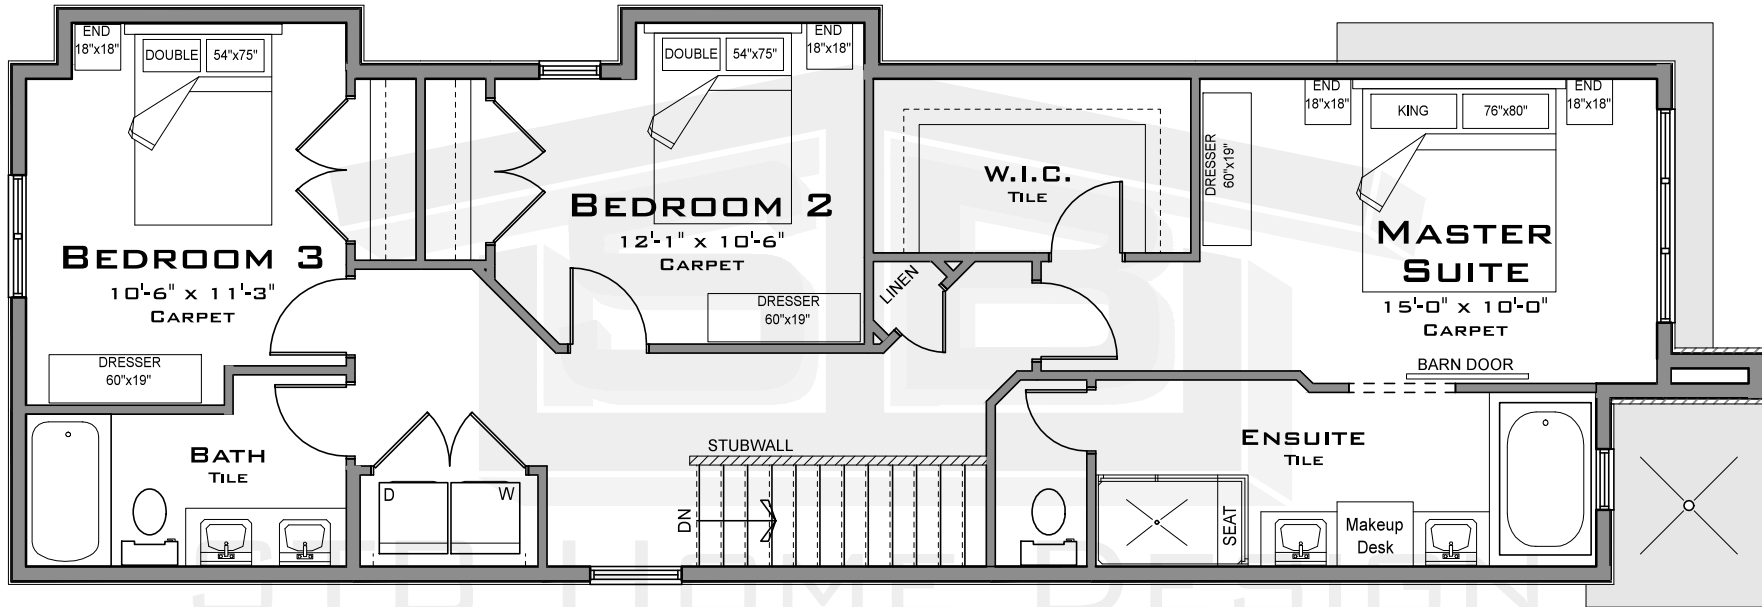 END
18"x18"
DOUBLE
54"x75"
BEDROOM 3
10'-6" x 11'-3"
CARPET
DRESSER
60"x19"
BATH
TILE
D
W
DOUBLE
54"x75"
END
18"x18"
BEDROOM 2
12'-1" x 10'-6"
CARPET
DRESSER
60"x19"
LINEN
W.I.C.
TILE
STUBWALL
DN
DRESSER
60"x19"
END
18"x18"
KING
76"x80"
END
18"x18"
MASTER
SUITE
15'-0" x 10'-0"
CARPET
BARN DOOR
ENSUITE
TILE
SEAT
Makeup
Desk
STB HOME DESIGN